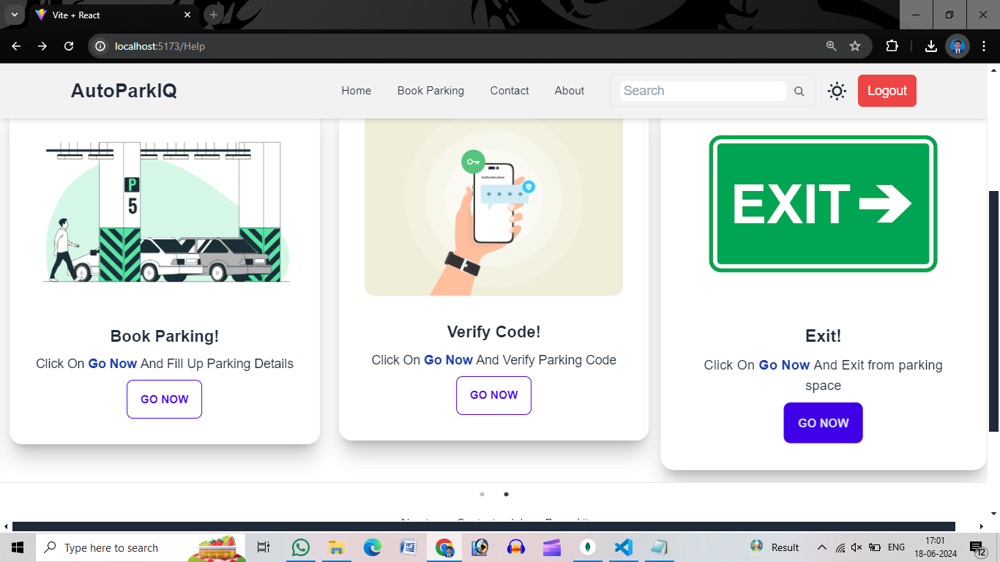 Vite + React
localhost:5173/Help
AutoParkIQ
Home
Book Parking
Contact
About
Search
Logout
P
5
Authentication
* * * *
EXIT
Book Parking!
Click On Go Now And Fill Up Parking Details
GO NOW
Verify Code!
Click On Go Now And Verify Parking Code
GO NOW
Exit!
Click On Go Now And Exit from parking
space
GO NOW
Type here to search
Result
ENG
17:01
18-06-2024
12